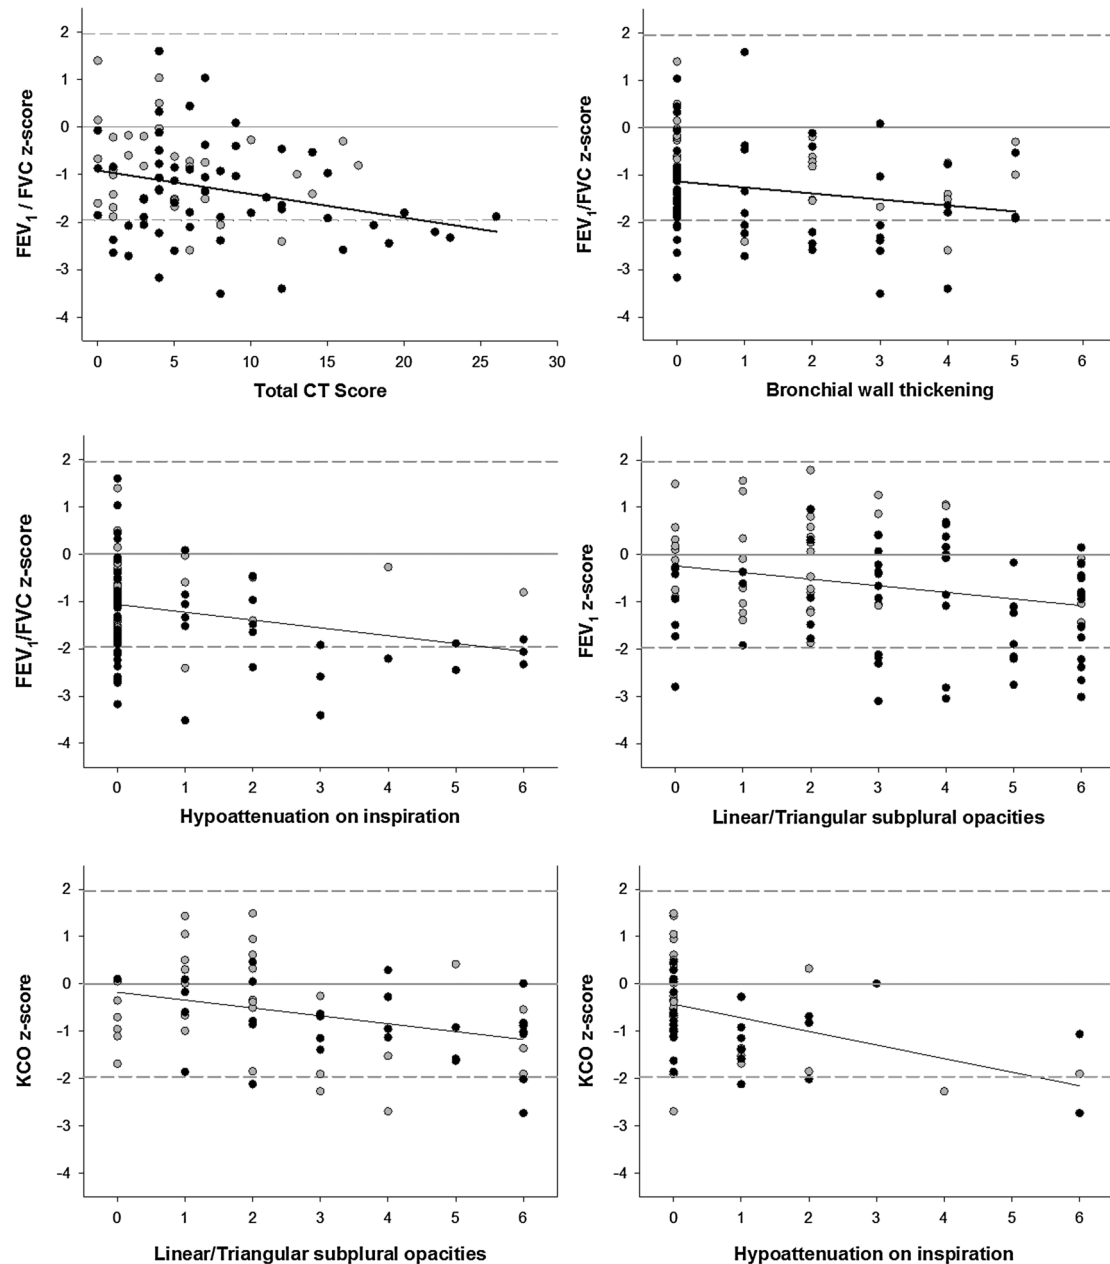 2
1
0
-1
-2
-3
-4
FEV1 / FVC z-score
0 5 10 15 20 25 30
Total CT Score
2
1
0
-1
-2
-3
-4
FEV1/FVC z-score
0 1 2 3 4 5 6
Bronchial wall thickening
2
1
0
-1
-2
-3
-4
FEV1/FVC z-score
0 1 2 3 4 5 6
Hypoattenuation on inspiration
2
1
0
-1
-2
-3
-4
FEV1 z-score
0 1 2 3 4 5 6
Linear/Triangular subplural opacities
2
1
0
-1
-2
-3
-4
KCO z-score
0 1 2 3 4 5 6
Linear/Triangular subplural opacities
2
1
0
-1
-2
-3
-4
KCO z-score
0 1 2 3 4 5 6
Hypoattenuation on inspiration